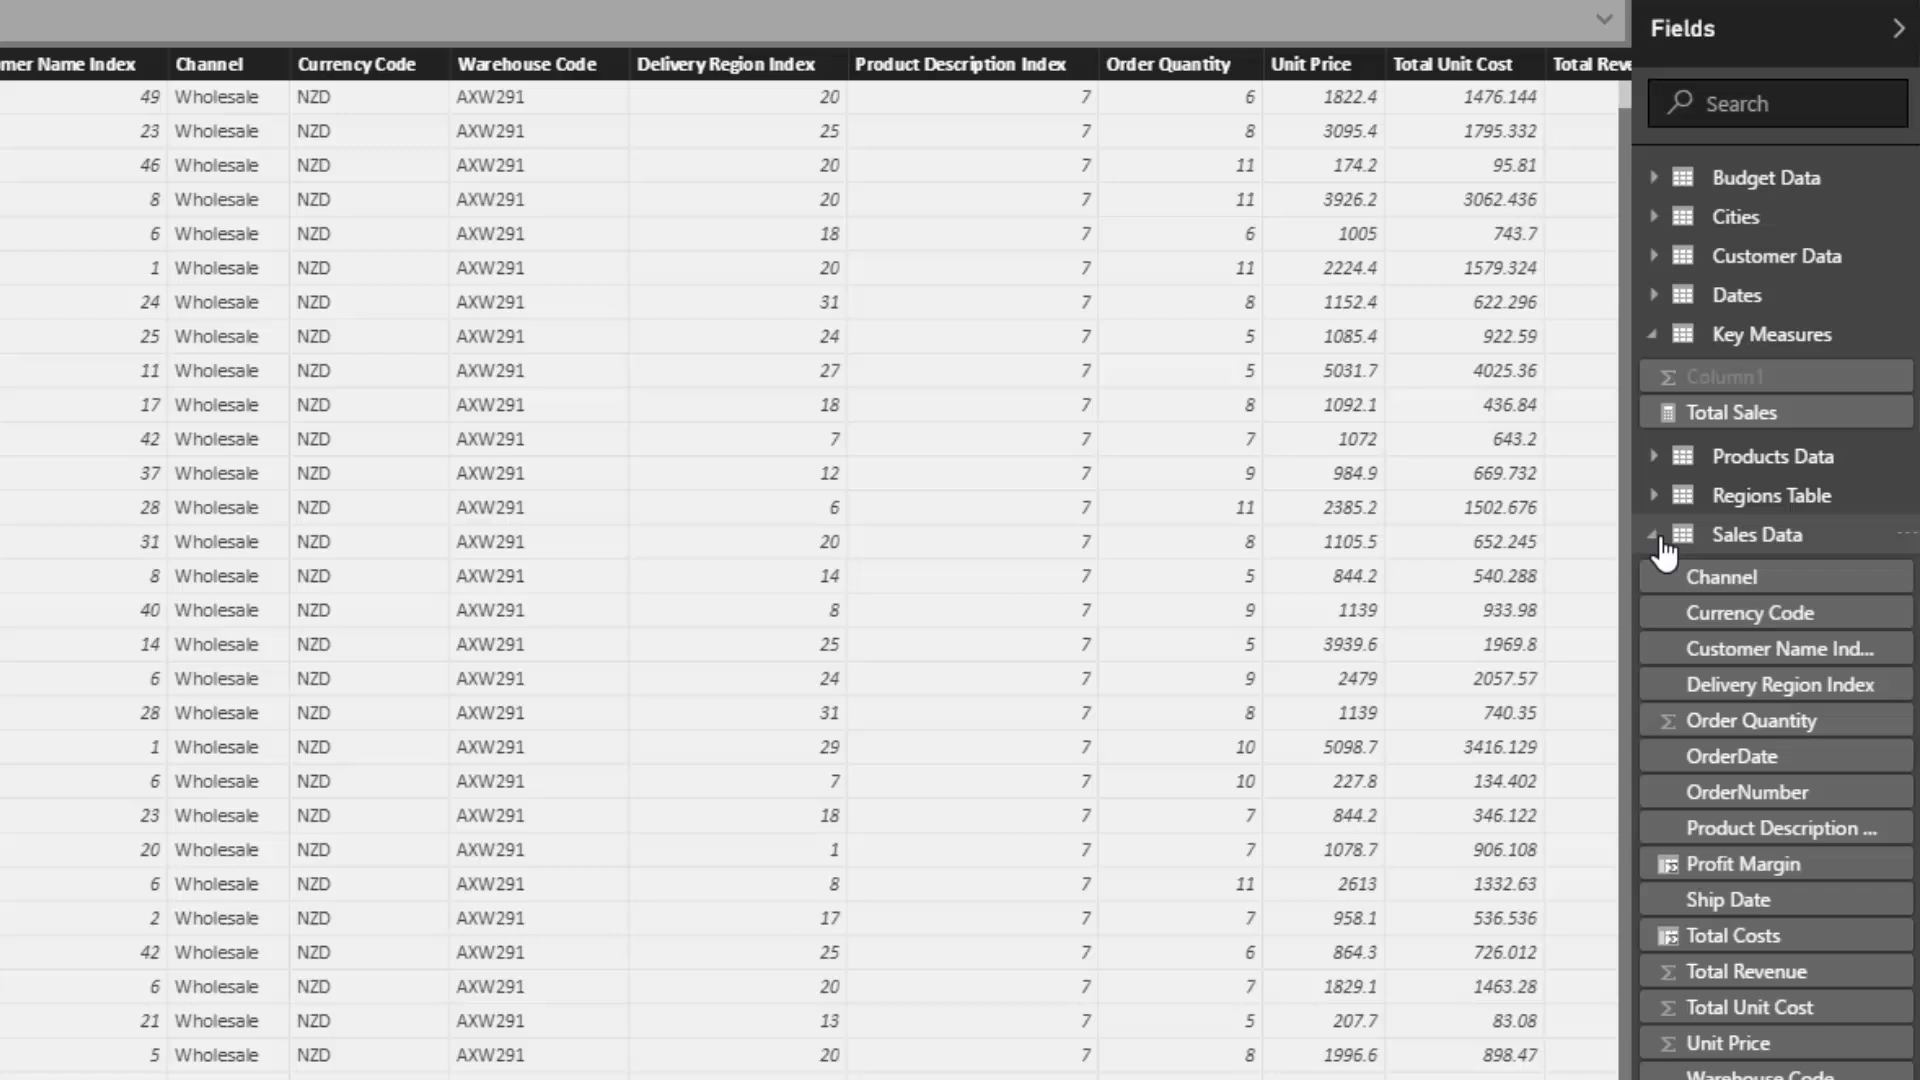 mer Name Index Channel Currency Code Warehouse Code Delivery Region Index Product Description Index Order Quantity Unit Price Total Unit Cost Total Reve
49 Wholesale NZD AXW291 20 7 6 1822.4 1476.144
23 Wholesale NZD AXW291 25 7 8 3095.4 1795.332
46 Wholesale NZD AXW291 20 7 11 174.2 95.81
8 Wholesale NZD AXW291 20 7 11 3926.2 3062.436
6 Wholesale NZD AXW291 18 7 6 1005 743.7
1 Wholesale NZD AXW291 20 7 11 2224.4 1579.324
24 Wholesale NZD AXW291 31 7 8 1152.4 622.296
25 Wholesale NZD AXW291 24 7 5 1085.4 922.59
11 Wholesale NZD AXW291 27 7 5 5031.7 4025.36
17 Wholesale NZD AXW291 18 7 8 1092.1 436.84
42 Wholesale NZD AXW291 7 7 7 1072 643.2
37 Wholesale NZD AXW291 12 7 9 984.9 669.732
28 Wholesale NZD AXW291 6 7 11 2385.2 1502.676
31 Wholesale NZD AXW291 20 7 8 1105.5 652.245
8 Wholesale NZD AXW291 14 7 5 844.2 540.288
40 Wholesale NZD AXW291 8 7 9 1139 933.98
14 Wholesale NZD AXW291 25 7 5 3939.6 1969.8
6 Wholesale NZD AXW291 24 7 9 2479 2057.57
28 Wholesale NZD AXW291 31 7 8 1139 740.35
1 Wholesale NZD AXW291 29 7 10 5098.7 3416.129
6 Wholesale NZD AXW291 7 7 10 227.8 134.402
23 Wholesale NZD AXW291 18 7 7 844.2 346.122
20 Wholesale NZD AXW291 1 7 7 1078.7 906.108
6 Wholesale NZD AXW291 8 7 11 2613 1332.63
2 Wholesale NZD AXW291 17 7 7 958.1 536.536
42 Wholesale NZD AXW291 25 7 6 864.3 726.012
6 Wholesale NZD AXW291 20 7 7 1829.1 1463.28
21 Wholesale NZD AXW291 13 7 5 207.7 83.08
5 Wholesale NZD AXW291 20 7 8 1996.6 898.47
Fields
Search
Budget Data
Cities
Customer Data
Dates
Key Measures
Column1
Total Sales
Products Data
Regions Table
Sales Data
Channel
Currency Code
Customer Name Ind...
Delivery Region Index
Order Quantity
OrderDate
OrderNumber
Product Description ...
Profit Margin
Ship Date
Total Costs
Total Revenue
Total Unit Cost
Unit Price
Warehouse Code